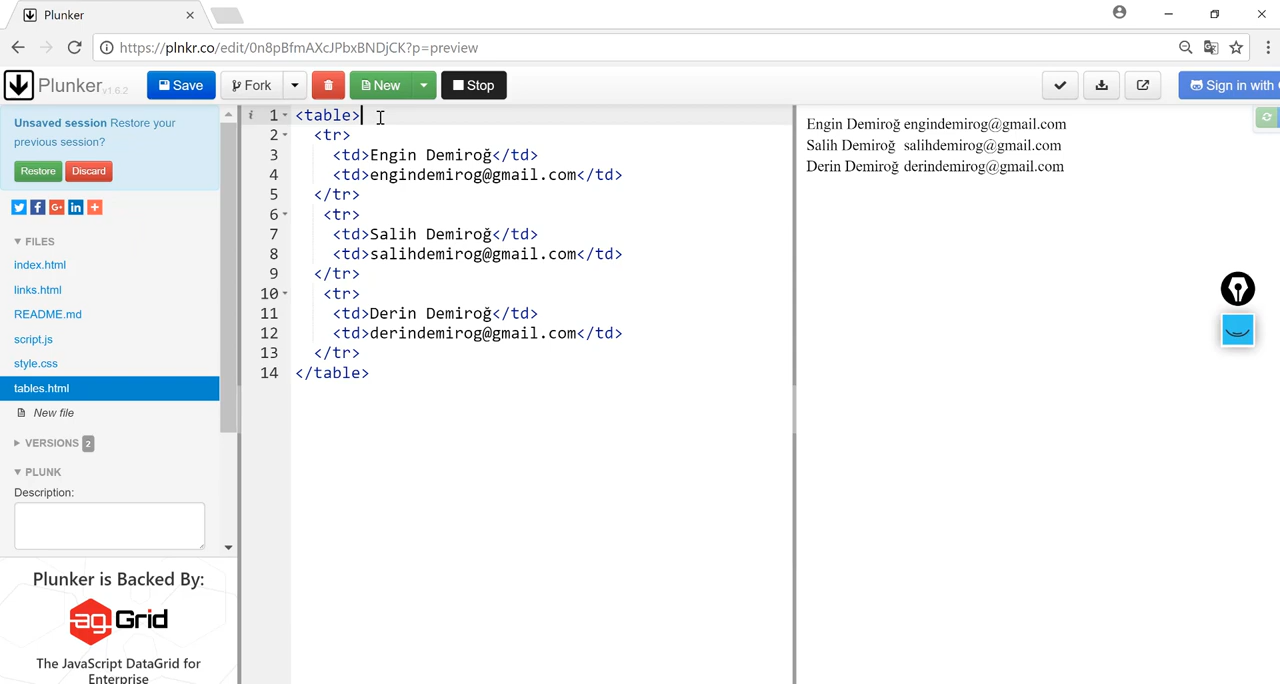 Plunker
https://plnkr.co/edit/0n8pBfmAXcJPbxBNDjCK?p=preview
Plunker v1.6.2
Save
Fork
New
Stop
Sign in with
Unsaved session Restore your
previous session?
Restore
Discard
FILES
index.html
links.html
README.md
script.js
style.css
tables.html
New file
VERSIONS 2
PLUNK
Description:
Plunker is Backed By:
ag Grid
The JavaScript DataGrid for
Enterprise
i 1 <table>
2 <tr>
3 <td>Engin Demiroğ</td>
4 <td>engindemirog@gmail.com</td>
5 </tr>
6 <tr>
7 <td>Salih Demiroğ</td>
8 <td>salihdemirog@gmail.com</td>
9 </tr>
10 <tr>
11 <td>Derin Demiroğ</td>
12 <td>derindemirog@gmail.com</td>
13 </tr>
14 </table>
Engin Demiroğ engindemirog@gmail.com
Salih Demiroğ salihdemirog@gmail.com
Derin Demiroğ derindemirog@gmail.com